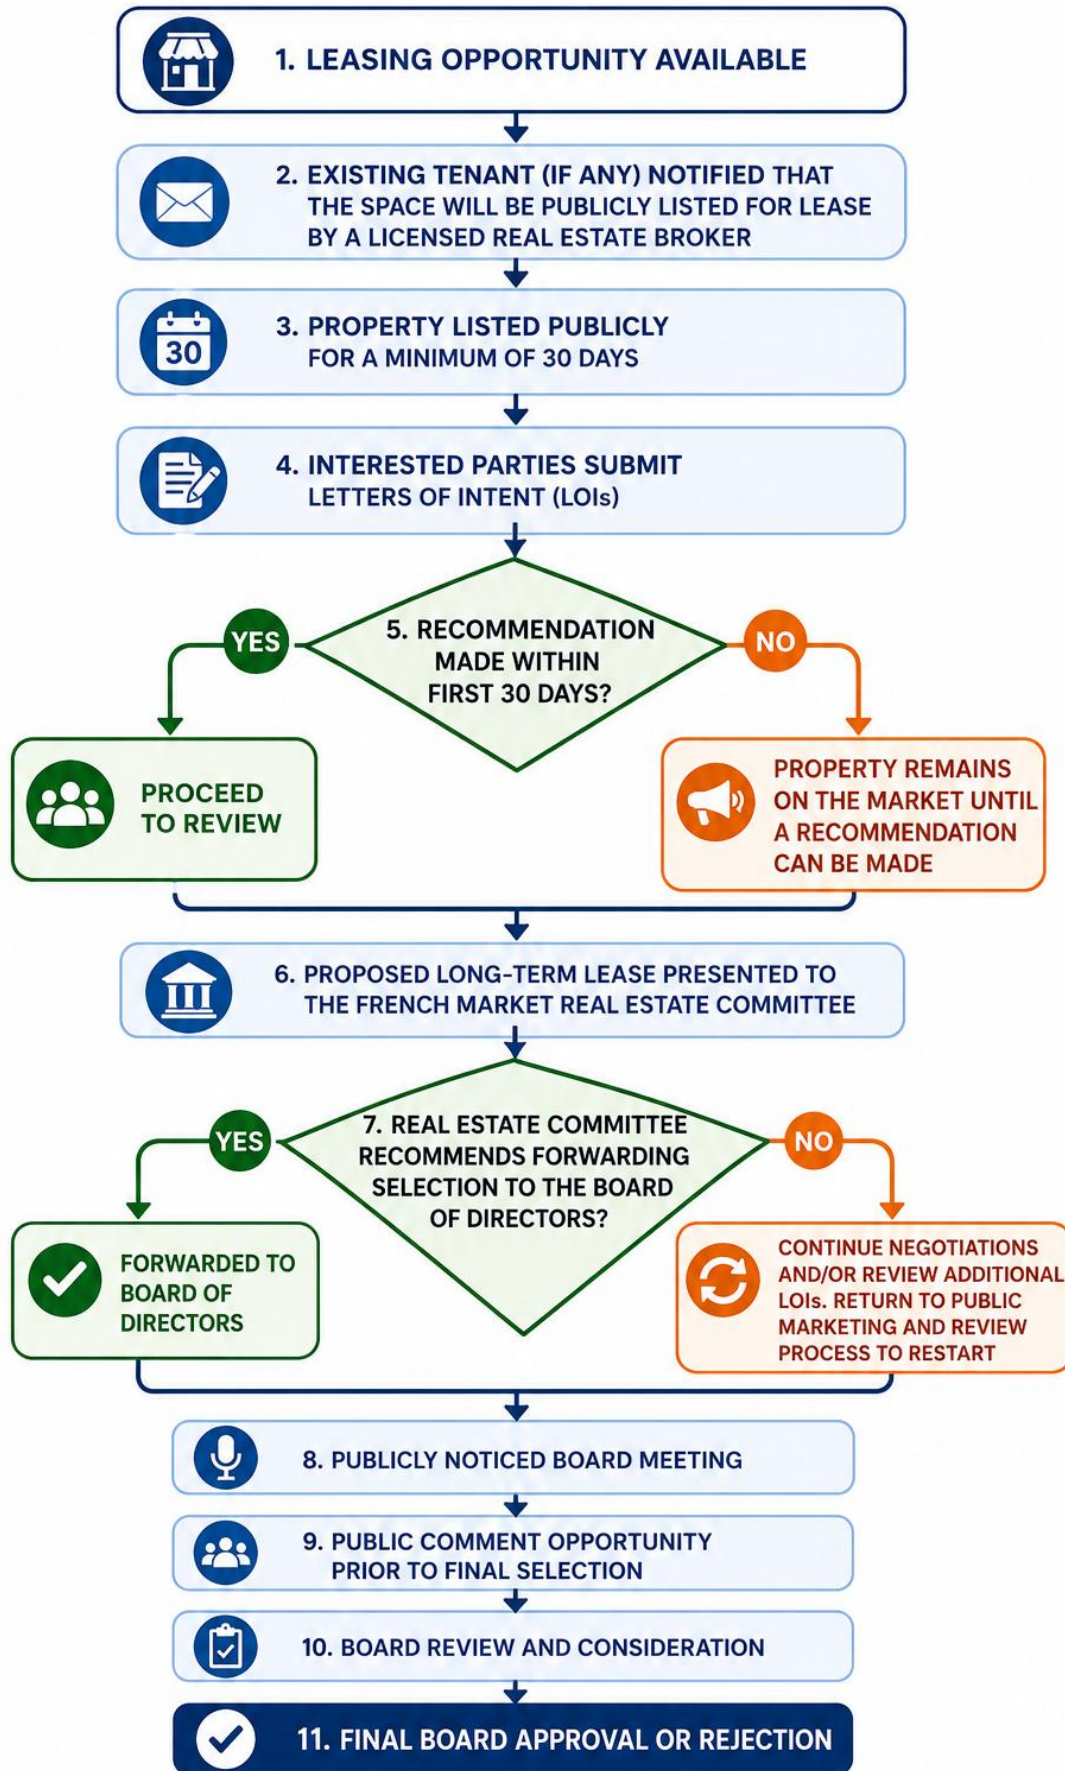 1. LEASING OPPORTUNITY AVAILABLE
2. EXISTING TENANT (IF ANY) NOTIFIED THAT
THE SPACE WILL BE PUBLICLY LISTED FOR LEASE
BY A LICENSED REAL ESTATE BROKER
30
3. PROPERTY LISTED PUBLICLY
FOR A MINIMUM OF 30 DAYS
4. INTERESTED PARTIES SUBMIT
LETTERS OF INTENT (LOIs)
5. RECOMMENDATION
MADE WITHIN
FIRST 30 DAYS?
YES
NO
PROCEED
TO REVIEW
PROPERTY REMAINS
ON THE MARKET UNTIL
A RECOMMENDATION
CAN BE MADE
6. PROPOSED LONG-TERM LEASE PRESENTED TO
THE FRENCH MARKET REAL ESTATE COMMITTEE
7. REAL ESTATE COMMITTEE
RECOMMENDS FORWARDING
SELECTION TO THE BOARD
OF DIRECTORS?
YES
NO
FORWARDED TO
BOARD OF
DIRECTORS
CONTINUE NEGOTIATIONS
AND/OR REVIEW ADDITIONAL
LOIs. RETURN TO PUBLIC
MARKETING AND REVIEW
PROCESS TO RESTART
8. PUBLICLY NOTICED BOARD MEETING
9. PUBLIC COMMENT OPPORTUNITY
PRIOR TO FINAL SELECTION
10. BOARD REVIEW AND CONSIDERATION
11. FINAL BOARD APPROVAL OR REJECTION